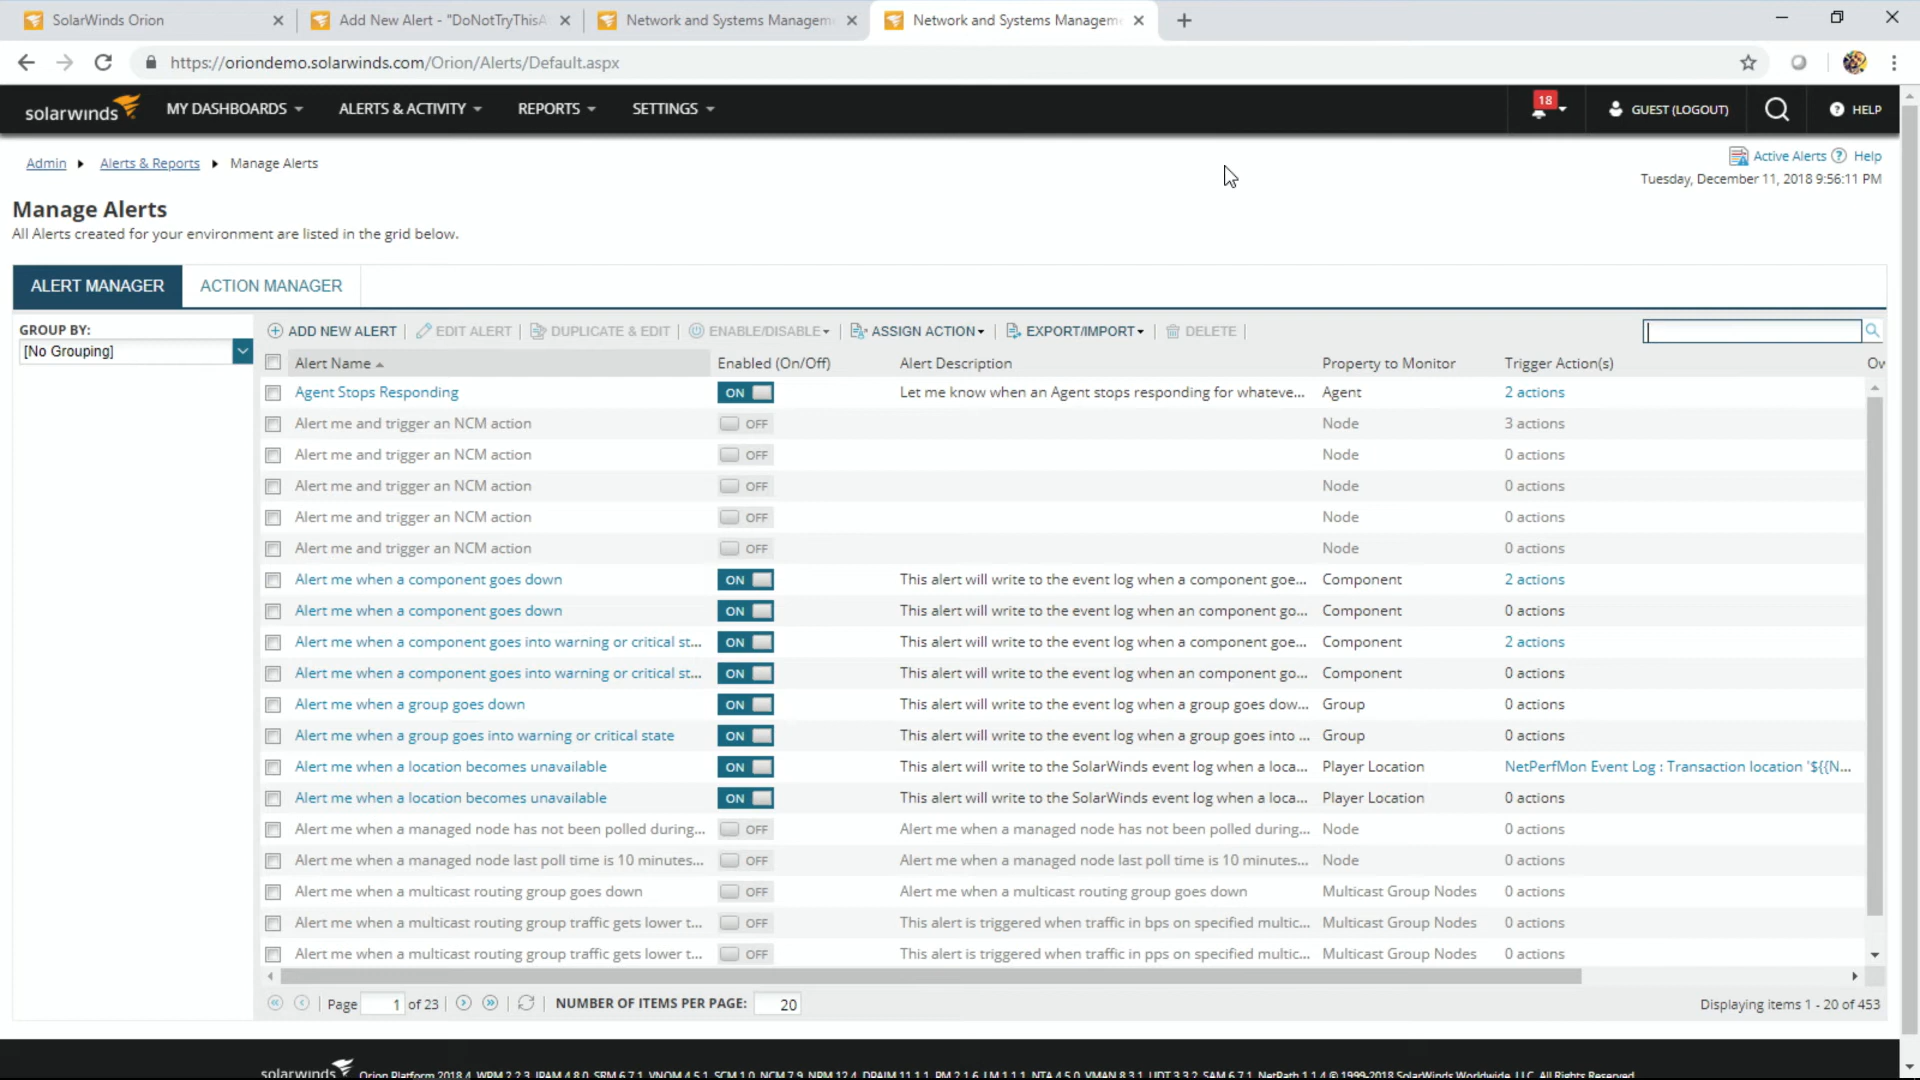 SolarWinds Orion
Add New Alert - "DoNotTryThisA
Network and Systems Managem
Network and Systems Managem
https://oriondemo.solarwinds.com/Orion/Alerts/Default.aspx
solarwinds MY DASHBOARDS ALERTS & ACTIVITY REPORTS SETTINGS 18 GUEST (LOGOUT) ? HELP
Admin Alerts & Reports Manage Alerts
Active Alerts ? Help
Tuesday, December 11, 2018 9:56:11 PM
Manage Alerts
All Alerts created for your environment are listed in the grid below.
ALERT MANAGER ACTION MANAGER
GROUP BY:
[No Grouping]
ADD NEW ALERT | EDIT ALERT | DUPLICATE & EDIT | ENABLE/DISABLE | ASSIGN ACTION | EXPORT/IMPORT | DELETE |
Alert Name Enabled (On/Off) Alert Description Property to Monitor Trigger Action(s) Ov
Agent Stops Responding ON Let me know when an Agent stops responding for whateve... Agent 2 actions
Alert me and trigger an NCM action OFF Node 3 actions
Alert me and trigger an NCM action OFF Node 0 actions
Alert me and trigger an NCM action OFF Node 0 actions
Alert me and trigger an NCM action OFF Node 0 actions
Alert me and trigger an NCM action OFF Node 0 actions
Alert me when a component goes down ON This alert will write to the event log when a component goe... Component 2 actions
Alert me when a component goes down ON This alert will write to the event log when an component go... Component 0 actions
Alert me when a component goes into warning or critical st... ON This alert will write to the event log when a component goe... Component 2 actions
Alert me when a component goes into warning or critical st... ON This alert will write to the event log when an component go... Component 0 actions
Alert me when a group goes down ON This alert will write to the event log when a group goes dow... Group 0 actions
Alert me when a group goes into warning or critical state ON This alert will write to the event log when a group goes into ... Group 0 actions
Alert me when a location becomes unavailable ON This alert will write to the SolarWinds event log when a loca... Player Location NetPerfMon Event Log : Transaction location '${{N...
Alert me when a location becomes unavailable ON This alert will write to the SolarWinds event log when a loca... Player Location 0 actions
Alert me when a managed node has not been polled during... OFF Alert me when a managed node has not been polled during... Node 0 actions
Alert me when a managed node last poll time is 10 minutes... OFF Alert me when a managed node last poll time is 10 minutes... Node 0 actions
Alert me when a multicast routing group goes down OFF Alert me when a multicast routing group goes down Multicast Group Nodes 0 actions
Alert me when a multicast routing group traffic gets lower t... OFF This alert is triggered when traffic in bps on specified multic... Multicast Group Nodes 0 actions
Alert me when a multicast routing group traffic gets lower t... OFF This alert is triggered when traffic in pps on specified multic... Multicast Group Nodes 0 actions
Page 1 of 23 | NUMBER OF ITEMS PER PAGE: 20 Displaying items 1 - 20 of 453
solarwinds Orion Platform 2018.4, WPM 2.2.3, IPAM 4.8.0, SRM 6.7.1, VNQM 4.5.1, SCM 1.0, NCM 7.9, NPM 12.4, DPAIM 11.1.1, PM 2.1.6, LM 1.1.1, NTA 4.5.0, VMAN 8.3.1, UDT 3.3.2, SAM 6.7.1, NetPath 1.1.4 © 1999-2018 SolarWinds Worldwide, LLC. All Rights Reserved.